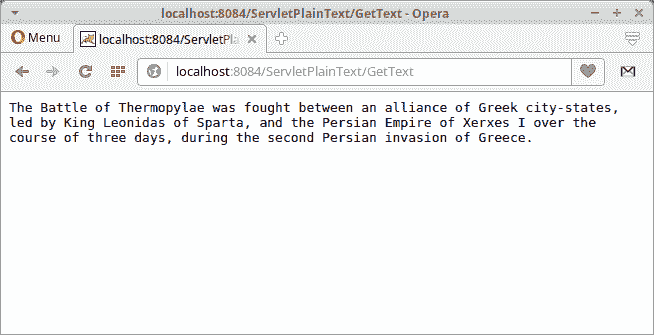 localhost:8084/ServletPlainText/GetText - Opera
Menu
localhost:8084/ServletPla
localhost:8084/ServletPlainText/GetText
The Battle of Thermopylae was fought between an alliance of Greek city-states,
led by King Leonidas of Sparta, and the Persian Empire of Xerxes I over the
course of three days, during the second Persian invasion of Greece.